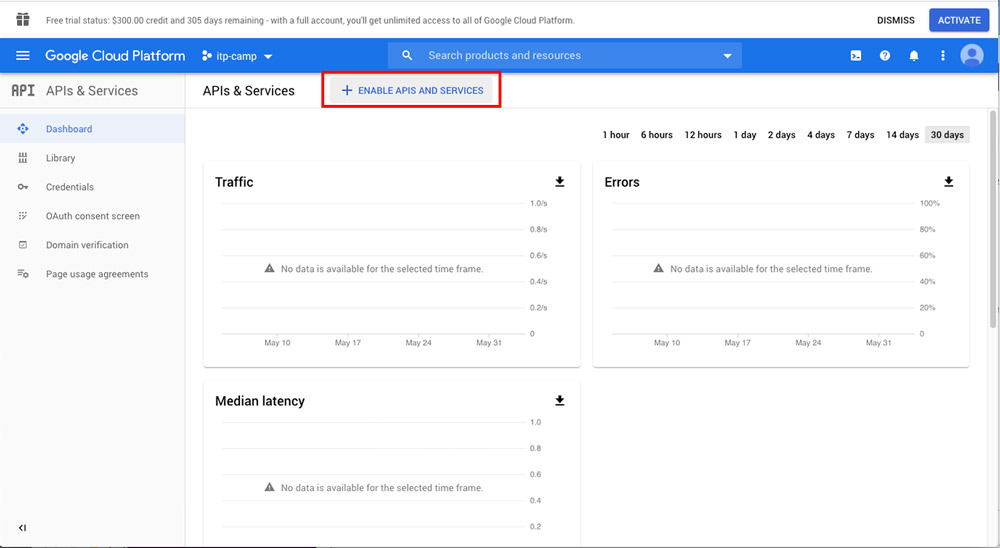 Free trial status: $300.00 credit and 305 days remaining - with a full account, you'll get unlimited access to all of Google Cloud Platform.
DISMISS
ACTIVATE
Google Cloud Platform
itp-camp
Search products and resources
API APIs & Services
APIs & Services
ENABLE APIS AND SERVICES
Dashboard
Library
Credentials
OAuth consent screen
Domain verification
Page usage agreements
1 hour 6 hours 12 hours 1 day 2 days 4 days 7 days 14 days 30 days
Traffic
1.0/s
0.8/s
0.6/s
No data is available for the selected time frame.
0.4/s
0.2/s
0
May 10 May 17 May 24 May 31
Errors
100%
80%
60%
No data is available for the selected time frame.
40%
20%
0
May 10 May 17 May 24 May 31
Median latency
1.0
0.8
0.6
No data is available for the selected time frame.
0.4
0.2